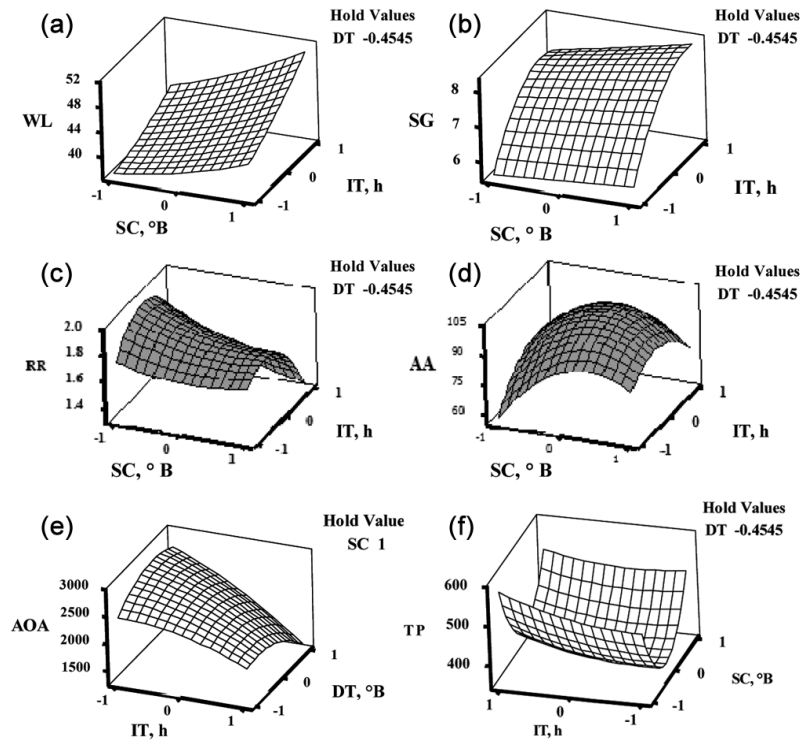 (a)
Hold Values
DT -0.4545
52
48
44
40
WL
-1
0
1
SC, °B
-1
0
1
IT, h
(b)
Hold Values
DT -0.4545
8
7
6
SG
-1
0
1
SC, ° B
-1
0
1
IT, h
(c)
Hold Values
DT -0.4545
2.0
1.8
1.6
1.4
RR
-1
0
1
SC, ° B
-1
0
1
IT, h
(d)
Hold Values
DT -0.4545
105
90
75
60
AA
-1
0
1
SC, ° B
-1
0
1
IT, h
(e)
Hold Value
SC 1
3000
2500
2000
1500
AOA
-1
0
1
IT, h
-1
0
1
DT, °B
(f)
Hold Values
DT -0.4545
600
500
400
TP
1
0
-1
IT, h
-1
0
1
SC, °B